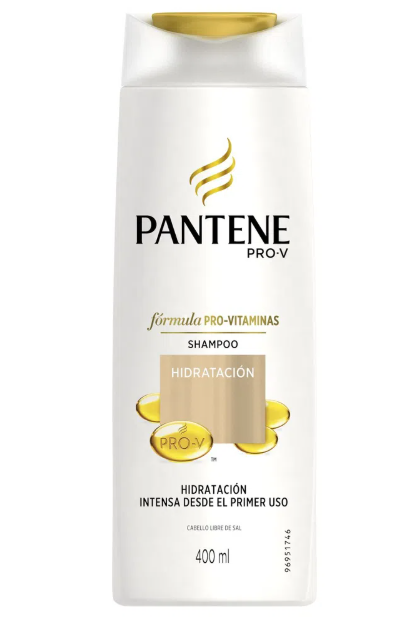 PANTENE
PRO-V
fórmula PRO-VITAMINAS
SHAMPOO
HIDRATACIÓN
PRO-V
™
HIDRATACIÓN
INTENSA DESDE EL PRIMER USO
CABELLO LIBRE DE SAL
400 ml
96951746